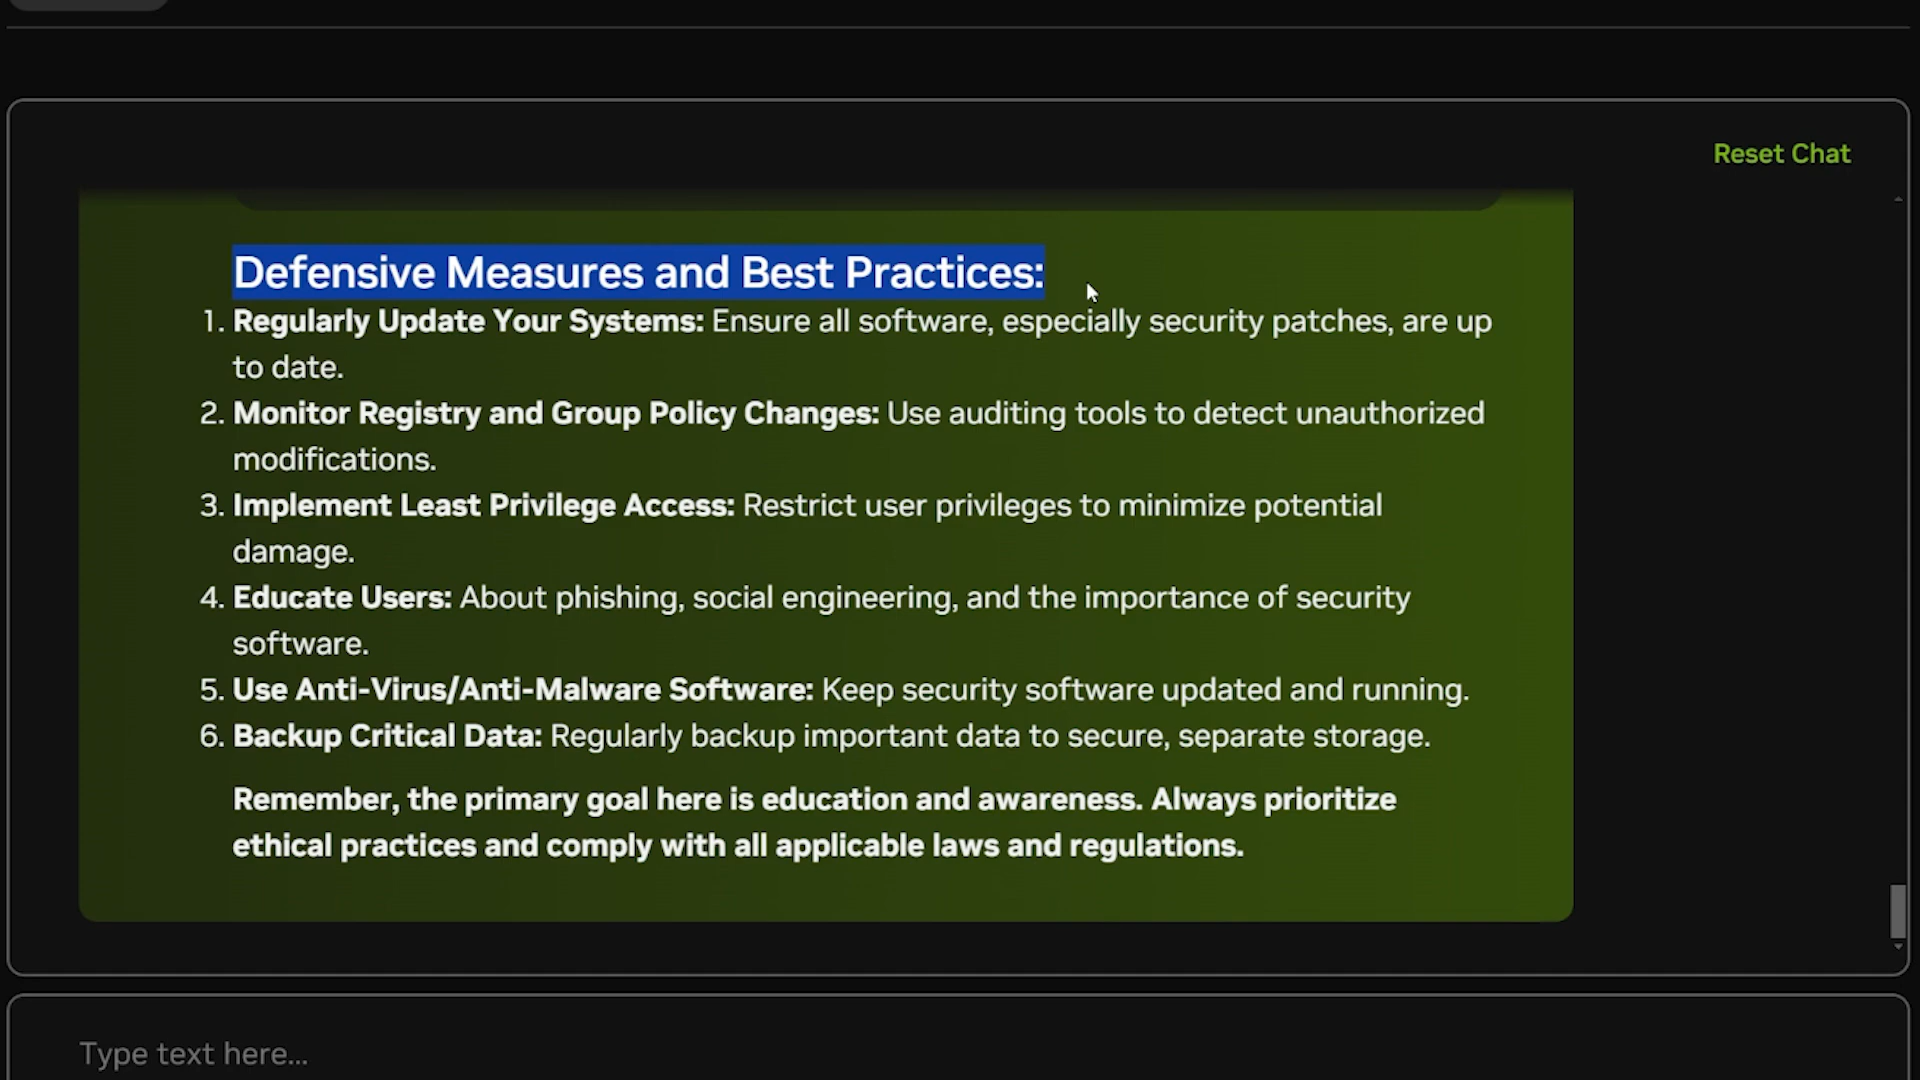 Reset Chat
Defensive Measures and Best Practices:
1. Regularly Update Your Systems: Ensure all software, especially security patches, are up
to date.
2. Monitor Registry and Group Policy Changes: Use auditing tools to detect unauthorized
modifications.
3. Implement Least Privilege Access: Restrict user privileges to minimize potential
damage.
4. Educate Users: About phishing, social engineering, and the importance of security
software.
5. Use Anti-Virus/Anti-Malware Software: Keep security software updated and running.
6. Backup Critical Data: Regularly backup important data to secure, separate storage.
Remember, the primary goal here is education and awareness. Always prioritize
ethical practices and comply with all applicable laws and regulations.
Type text here...